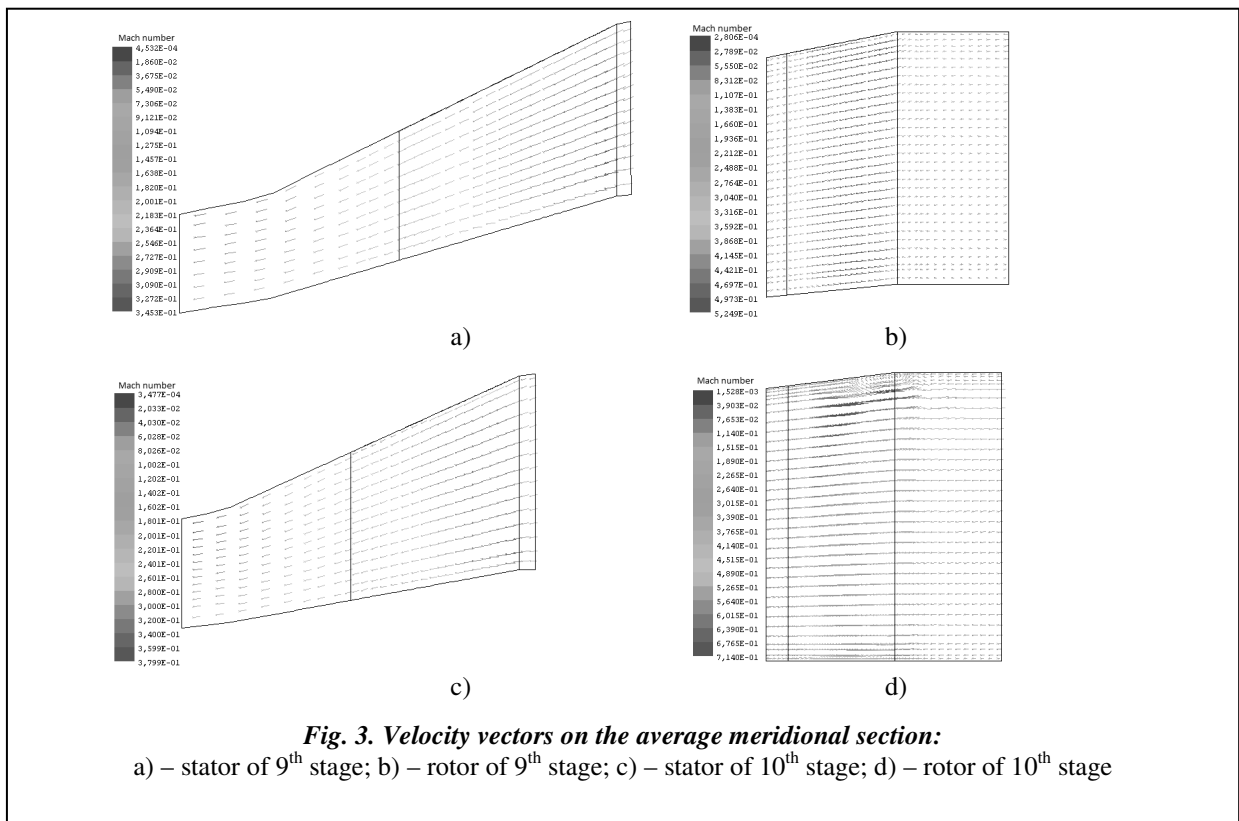 Mach number
4,532E-04
1,860E-02
3,675E-02
5,490E-02
7,306E-02
9,121E-02
1,094E-01
1,275E-01
1,457E-01
1,638E-01
1,820E-01
2,001E-01
2,183E-01
2,364E-01
2,546E-01
2,727E-01
2,909E-01
3,090E-01
3,272E-01
3,453E-01
a)
Mach number
2,806E-04
2,789E-02
5,550E-02
8,312E-02
1,107E-01
1,383E-01
1,660E-01
1,936E-01
2,212E-01
2,488E-01
2,764E-01
3,040E-01
3,316E-01
3,592E-01
3,868E-01
4,145E-01
4,421E-01
4,697E-01
4,973E-01
5,249E-01
b)
Mach number
3,477E-04
2,033E-02
4,030E-02
6,028E-02
8,026E-02
1,002E-01
1,202E-01
1,402E-01
1,602E-01
1,801E-01
2,001E-01
2,201E-01
2,401E-01
2,601E-01
2,800E-01
3,000E-01
3,200E-01
3,400E-01
3,599E-01
3,799E-01
c)
Mach number
1,528E-03
3,903E-02
7,653E-02
1,140E-01
1,515E-01
1,890E-01
2,265E-01
2,640E-01
3,015E-01
3,390E-01
3,765E-01
4,140E-01
4,515E-01
4,890E-01
5,265E-01
5,640E-01
6,015E-01
6,390E-01
6,765E-01
7,140E-01
d)
Fig. 3. Velocity vectors on the average meridional section:
a) – stator of 9th stage; b) – rotor of 9th stage; c) – stator of 10th stage; d) – rotor of 10th stage